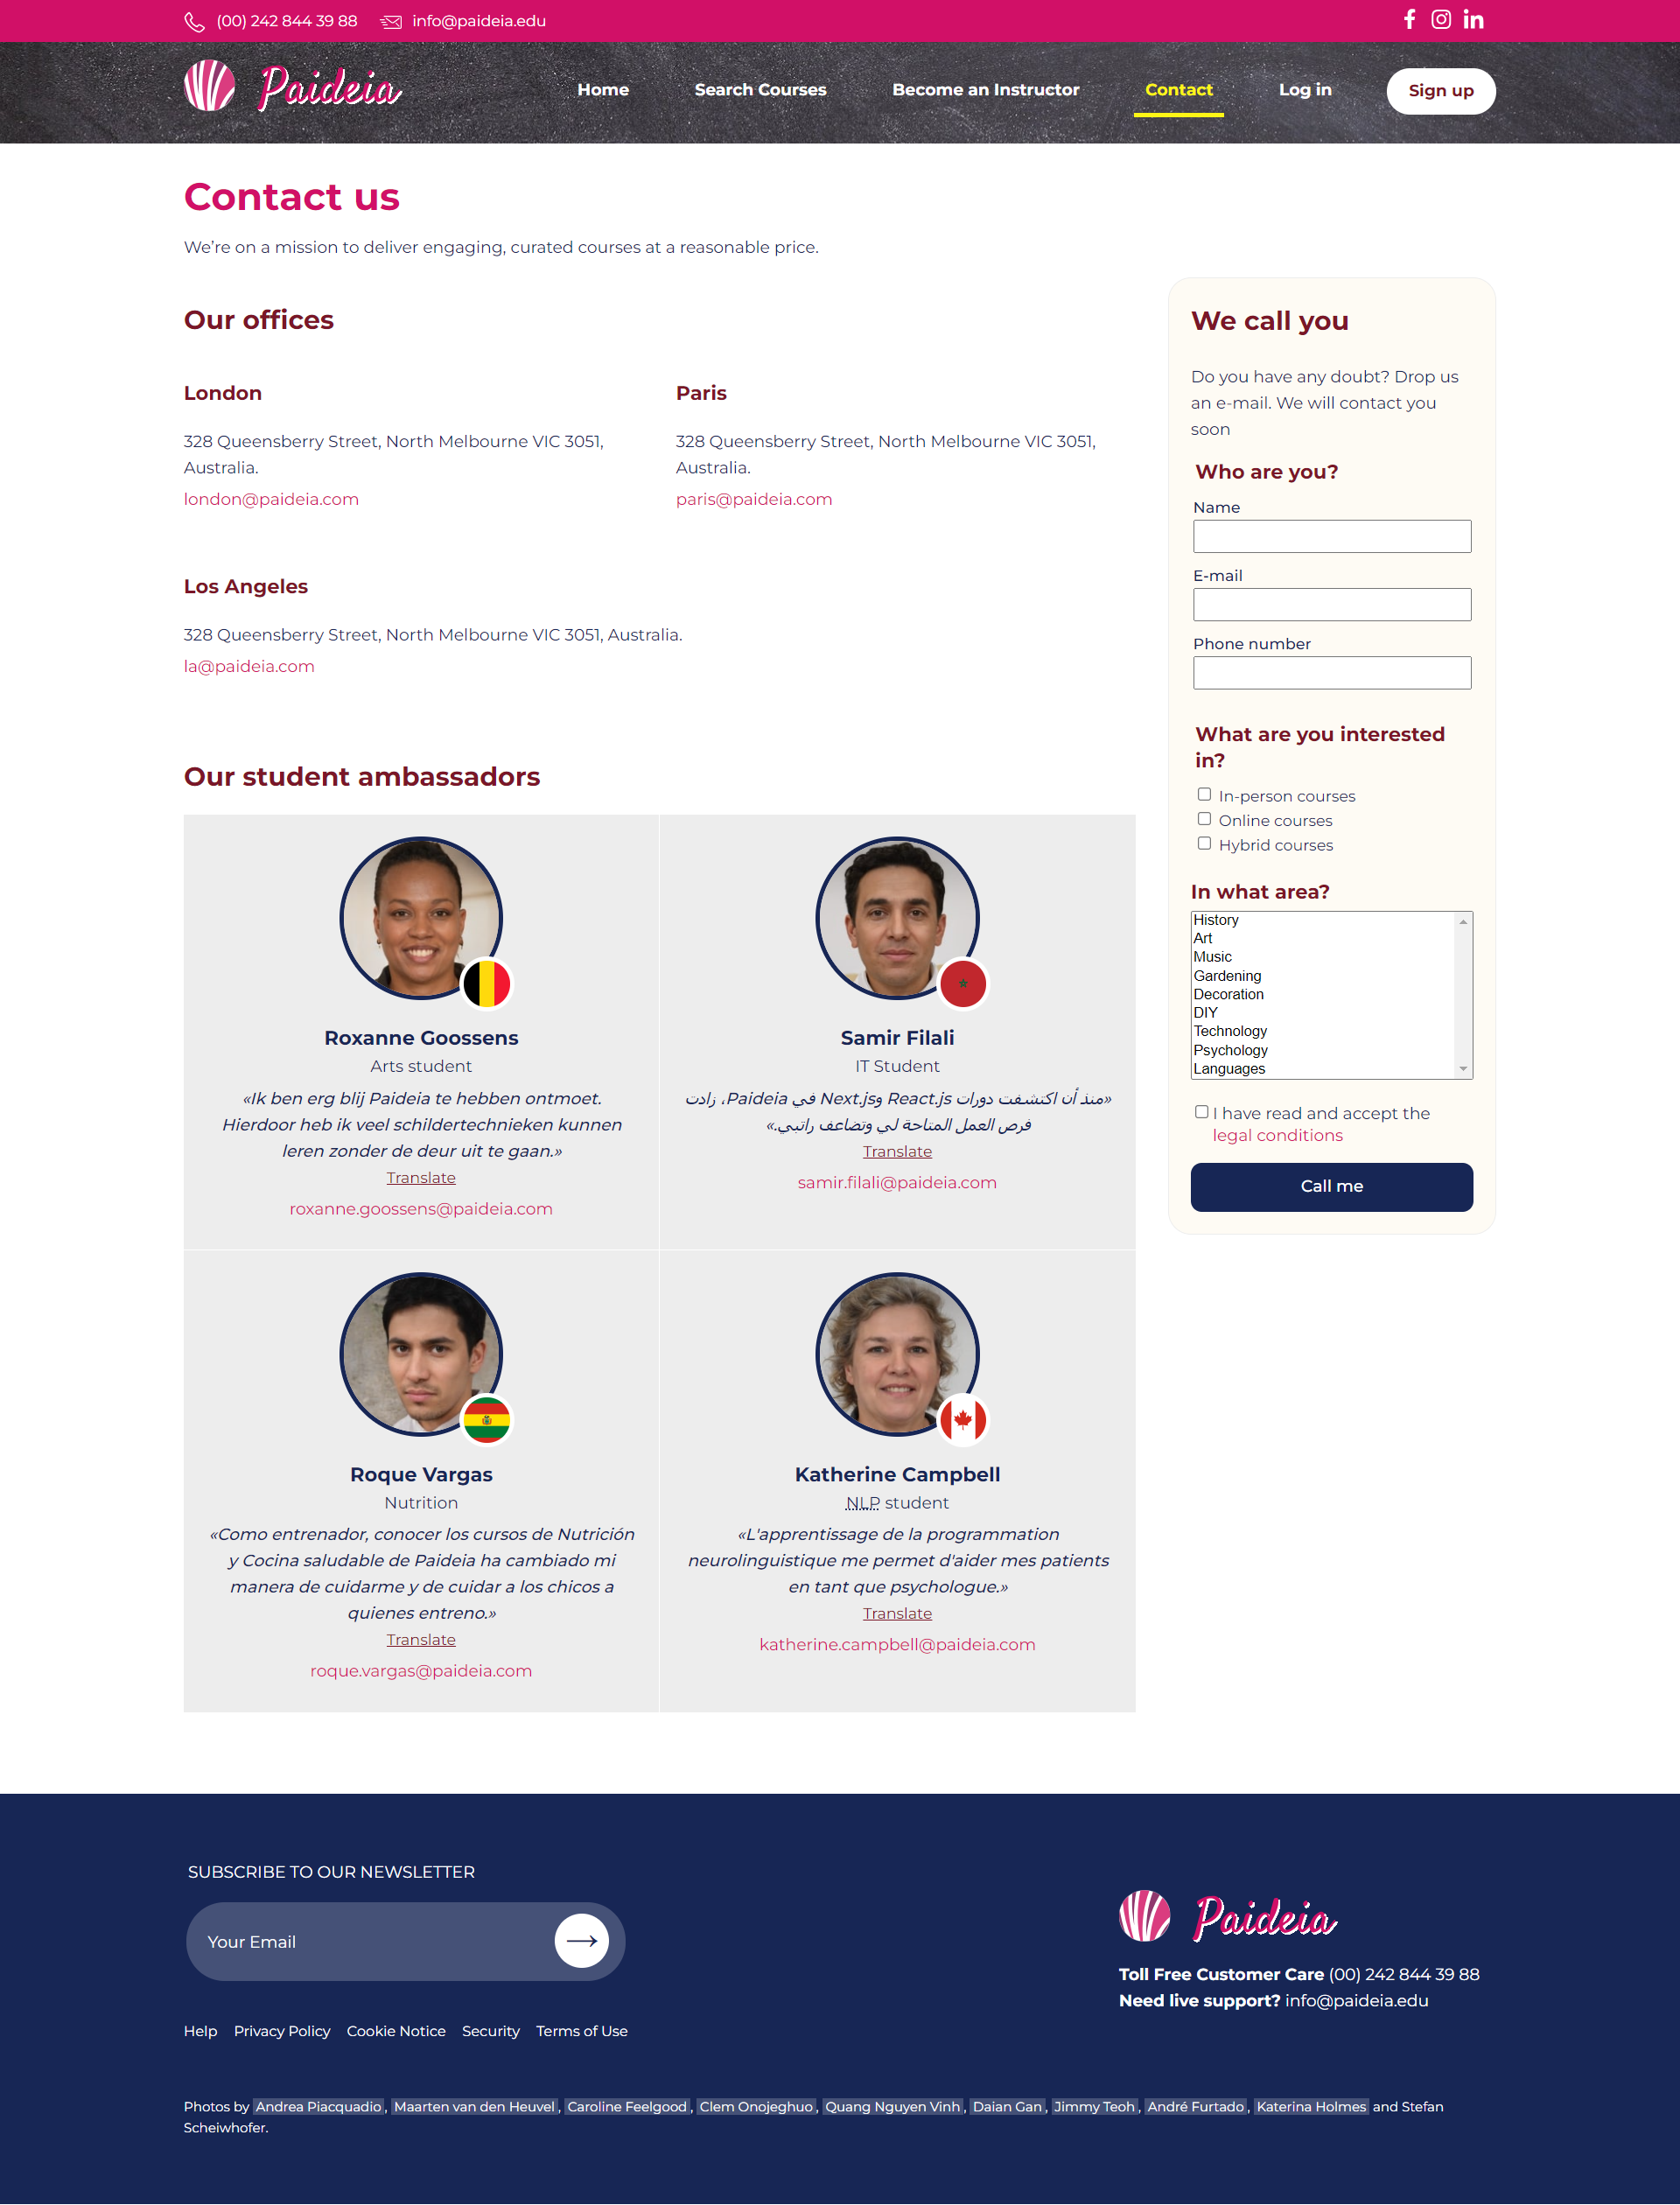 (00) 242 844 39 88 info@paideia.edu
Paideia Home Search Courses Become an Instructor Contact Log in Sign up
Contact us
We’re on a mission to deliver engaging, curated courses at a reasonable price.
Our offices
London
328 Queensberry Street, North Melbourne VIC 3051,
Australia.
london@paideia.com
Paris
328 Queensberry Street, North Melbourne VIC 3051,
Australia.
paris@paideia.com
Los Angeles
328 Queensberry Street, North Melbourne VIC 3051, Australia.
la@paideia.com
Our student ambassadors
Roxanne Goossens
Arts student
«Ik ben erg blij Paideia te hebben ontmoet.
Hierdoor heb ik veel schildertechnieken kunnen
leren zonder de deur uit te gaan.»
Translate
roxanne.goossens@paideia.com
Samir Filali
IT Student
«منذ أن اكتشفت دورات React.js وNext.js في Paideia، زادت
فرص العمل المتاحة لي وتضاعف راتبي.»
Translate
samir.filali@paideia.com
Roque Vargas
Nutrition
«Como entrenador, conocer los cursos de Nutrición
y Cocina saludable de Paideia ha cambiado mi
manera de cuidarme y de cuidar a los chicos a
quienes entreno.»
Translate
roque.vargas@paideia.com
Katherine Campbell
NLP student
«L'apprentissage de la programmation
neurolinguistique me permet d'aider mes patients
en tant que psychologue.»
Translate
katherine.campbell@paideia.com
We call you
Do you have any doubt? Drop us
an e-mail. We will contact you
soon
Who are you?
Name
E-mail
Phone number
What are you interested
in?
In-person courses
Online courses
Hybrid courses
In what area?
History
Art
Music
Gardening
Decoration
DIY
Technology
Psychology
Languages
I have read and accept the
legal conditions
Call me
SUBSCRIBE TO OUR NEWSLETTER
Your Email
Help Privacy Policy Cookie Notice Security Terms of Use
Paideia
Toll Free Customer Care (00) 242 844 39 88
Need live support? info@paideia.edu
Photos by Andrea Piacquadio, Maarten van den Heuvel, Caroline Feelgood, Clem Onojeghuo, Quang Nguyen Vinh, Daian Gan, Jimmy Teoh, André Furtado, Katerina Holmes and Stefan
Scheiwhofer.